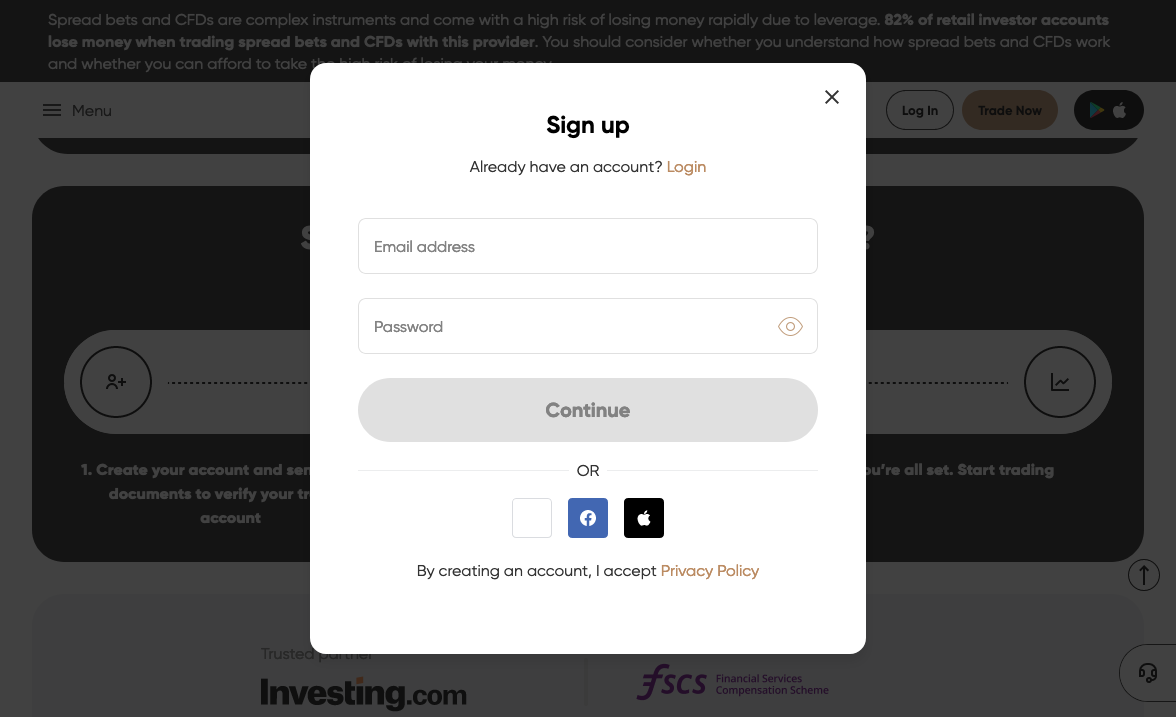 Spread bets and CFDs are complex instruments and come with a high risk of losing money rapidly due to leverage. 82% of retail investor accounts
lose money when trading spread bets and CFDs with this provider. You should consider whether you understand how spread bets and CFDs work
and whether you can afford to take the high risk of losing your money.
Menu
Log In
Trade Now
Sign up
Already have an account? Login
S
?
Email address
Password
Continue
OR
1. Create your account and sen
documents to verify your tr
account
ou're all set. Start trading
By creating an account, I accept Privacy Policy
Trusted partner
Investing.com
fscs Financial Services
Compensation Scheme